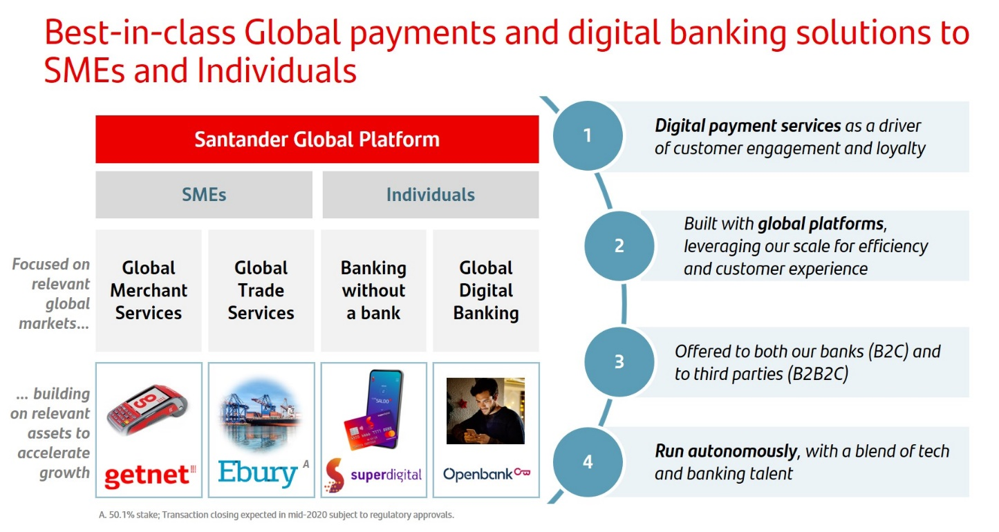 Best-in-class Global payments and digital banking solutions to
SMEs and Individuals
Santander Global Platform
SMEs
Individuals
Focused on
relevant
global
markets...
Global
Merchant
Services
Global
Trade
Services
Banking
without
a bank
Global
Digital
Banking
... building
on relevant
assets to
accelerate
growth
getnet
Ebury A
SALDO
superdigital
Openbank
A. 50.1% stake; Transaction closing expected in mid-2020 subject to regulatory approvals.
1
Digital payment services as a driver
of customer engagement and loyalty
2
Built with global platforms,
leveraging our scale for efficiency
and customer experience
3
Offered to both our banks (B2C) and
to third parties (B2B2C)
4
Run autonomously, with a blend of tech
and banking talent